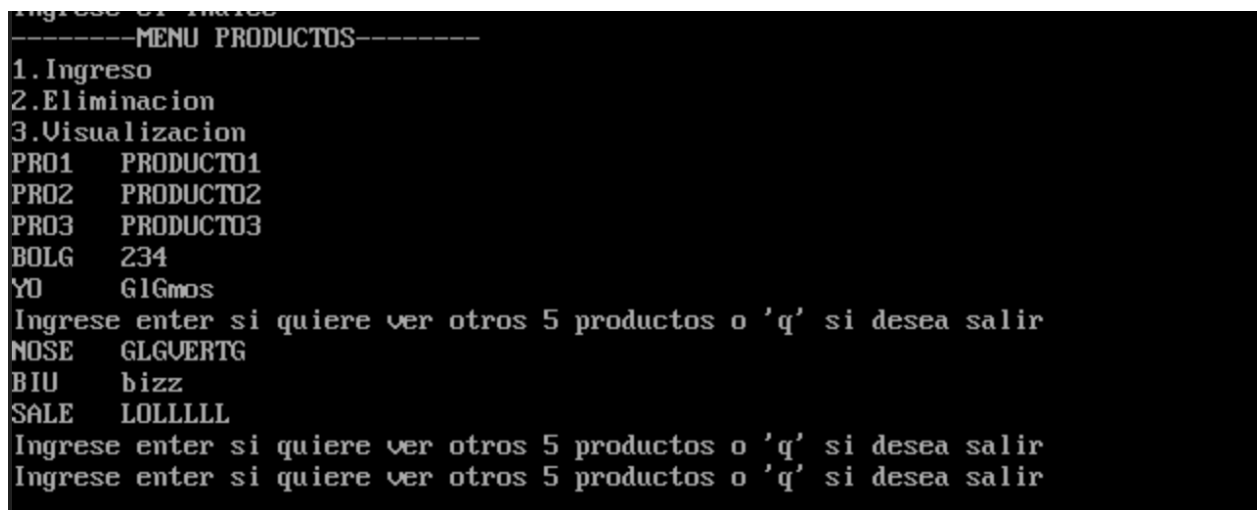 Ingrese el indice
--------MENU PRODUCTOS--------
1.Ingreso
2.Eliminacion
3.Visualizacion
PRO1 PRODUCTO1
PRO2 PRODUCTO2
PRO3 PRODUCTO3
BOLG 234
YO GlGmos
Ingrese enter si quiere ver otros 5 productos o 'q' si desea salir
NOSE GLGVERTG
BIU bizz
SALE LOLLLLL
Ingrese enter si quiere ver otros 5 productos o 'q' si desea salir
Ingrese enter si quiere ver otros 5 productos o 'q' si desea salir